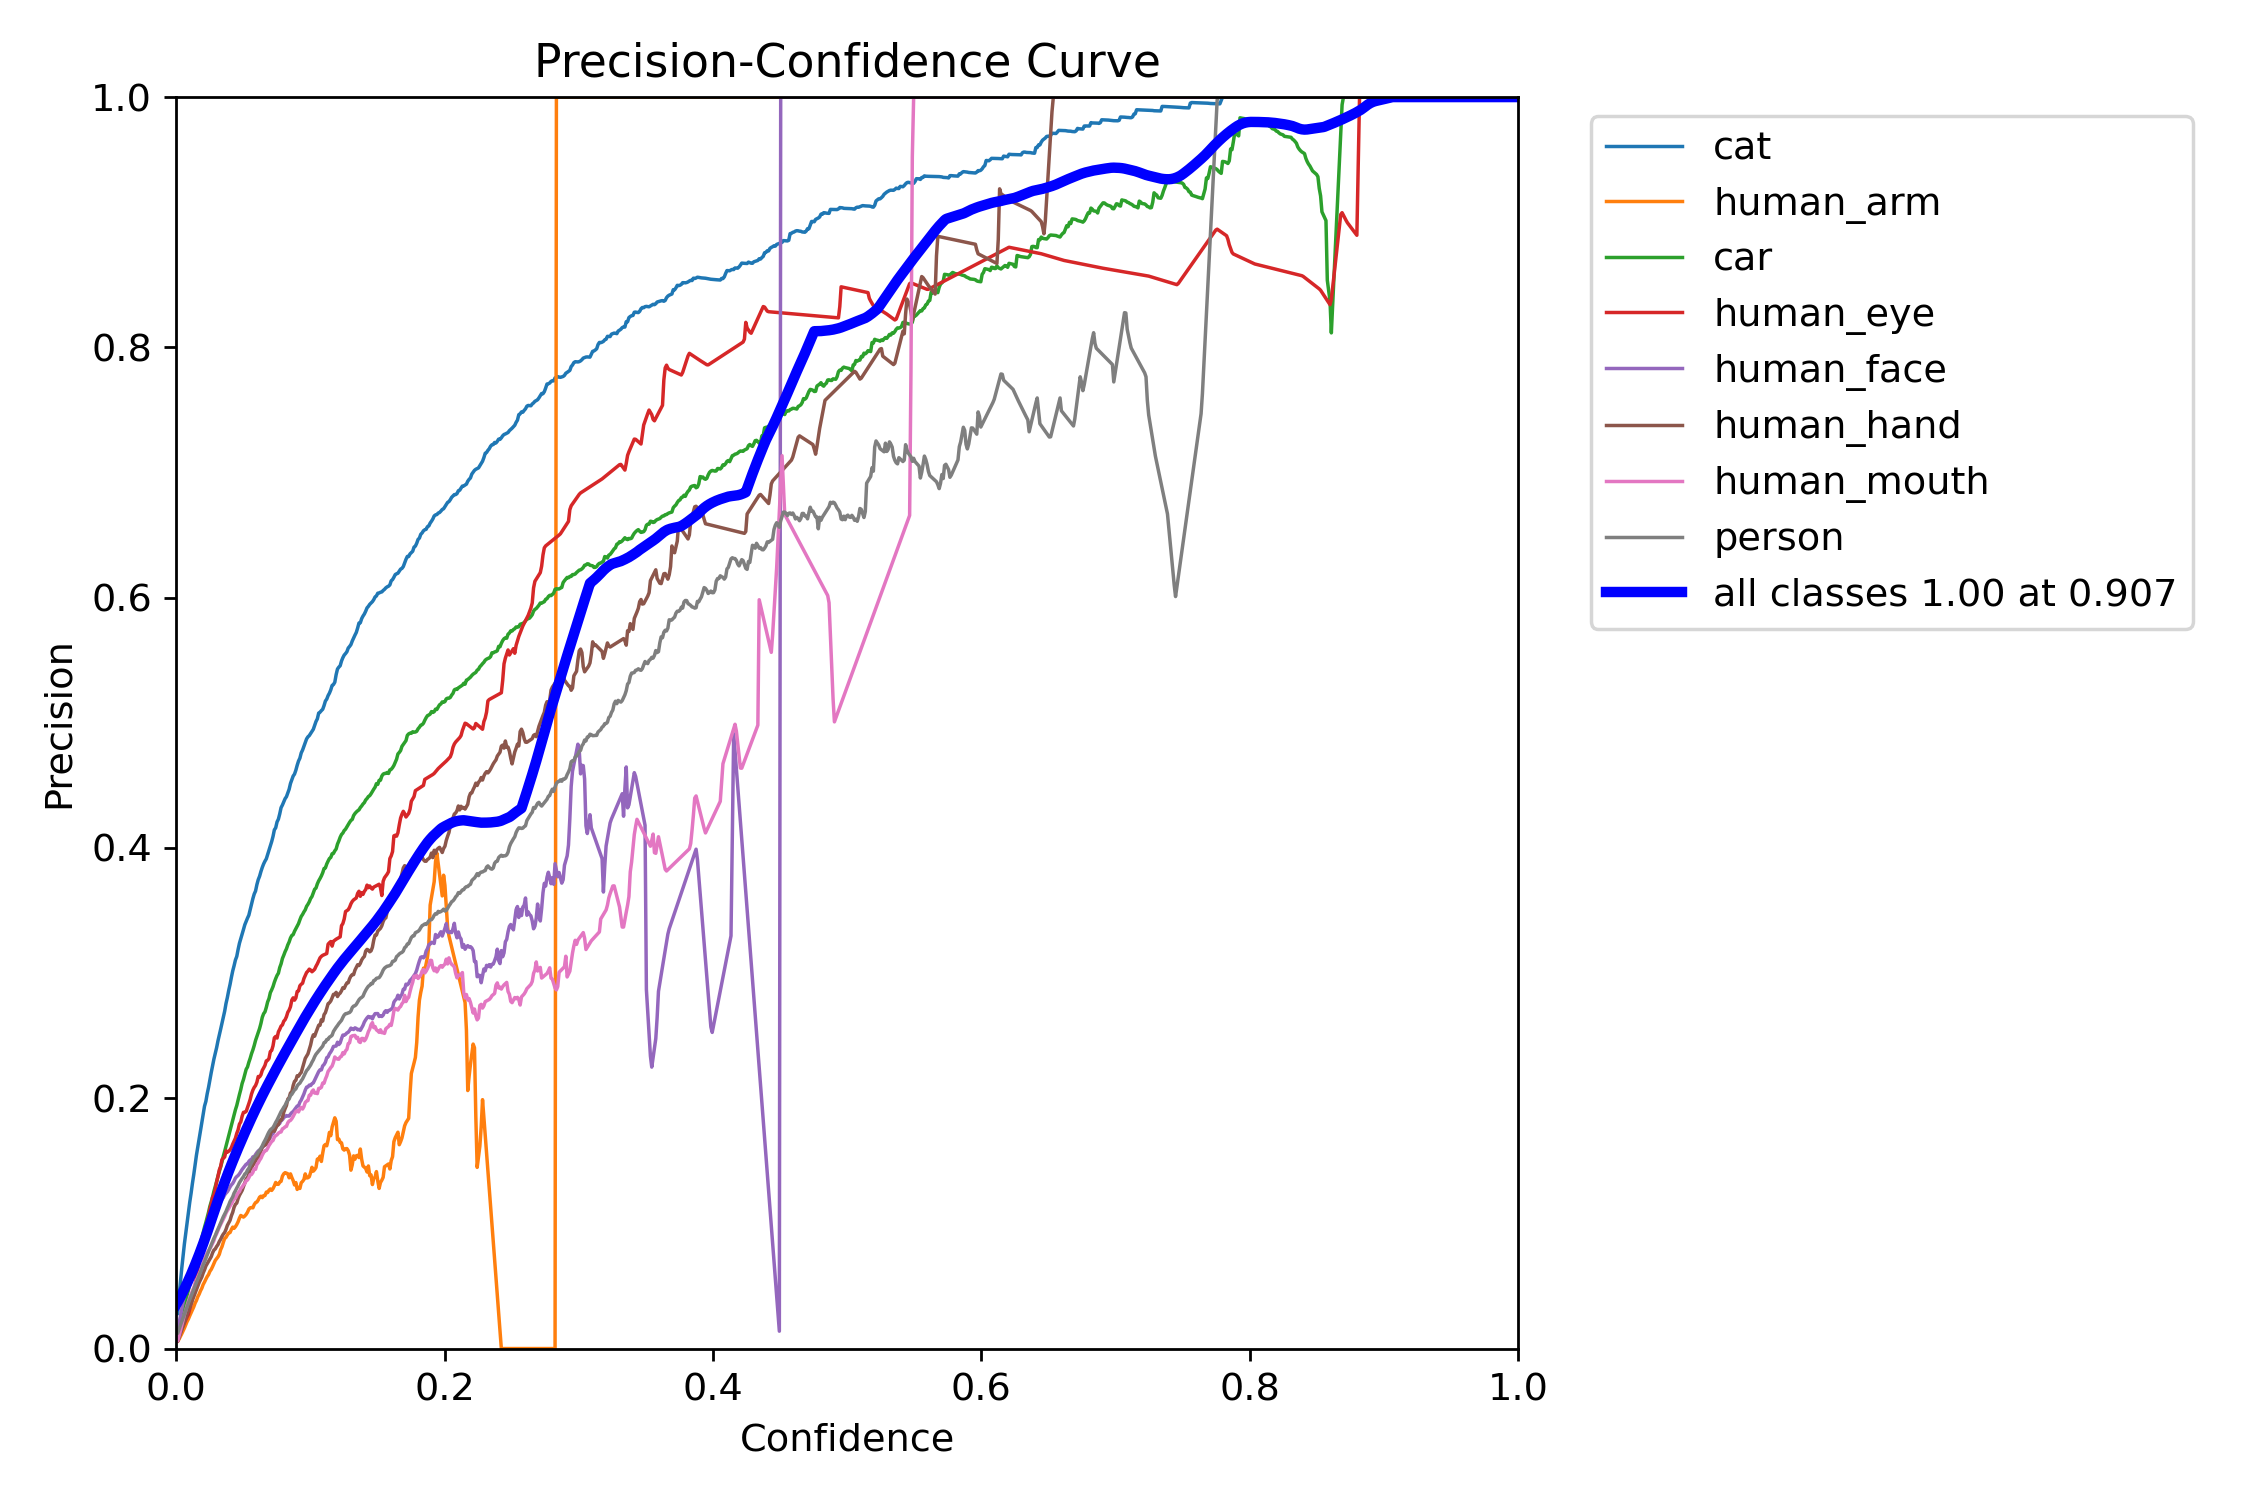 Precision-Confidence Curve
1.0
0.8
0.6
0.4
0.2
0.0
Precision
0.0 0.2 0.4 0.6 0.8 1.0
Confidence
cat
human_arm
car
human_eye
human_face
human_hand
human_mouth
person
all classes 1.00 at 0.907